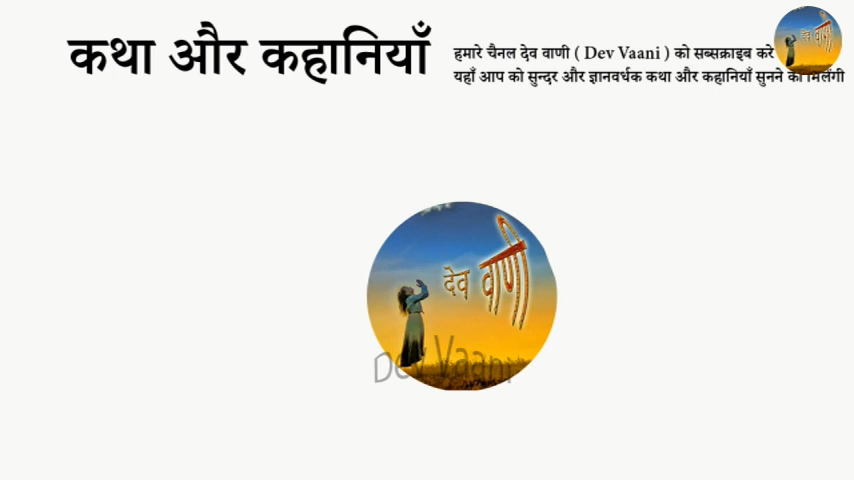 कथा और कहानियाँ
हमारे चैनल देव वाणी ( Dev Vaani ) को सब्सक्राइब करे
यहाँ आप को सुन्दर और ज्ञानवर्धक कथा और कहानियाँ सुनने को मिलेंगी
देव वाणी
देव वाणी
Dev Vaani